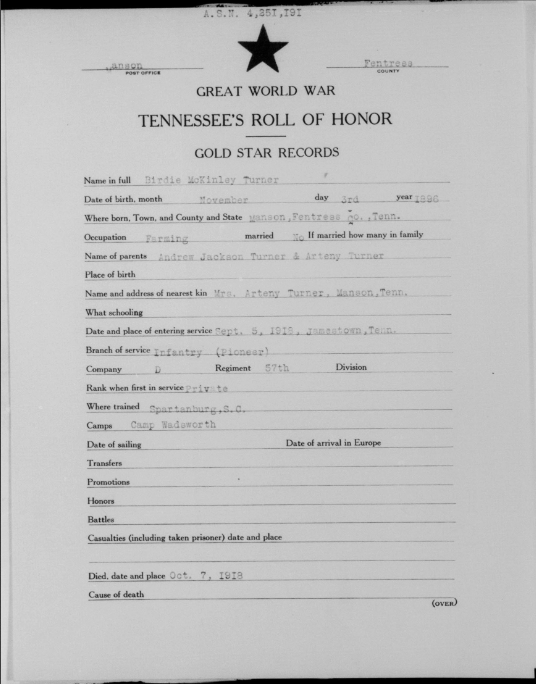 A.S.N. 4,251,191
anson Fentress
POST OFFICE COUNTY
GREAT WORLD WAR
TENNESSEE'S ROLL OF HONOR
GOLD STAR RECORDS
Name in full Birdie McKinley Turner
Date of birth, month November day 3rd year 1896
Where born, Town, and County and State Manson, Fentress Co., Tenn.
Occupation Farming married No If married how many in family
Name of parents Andrew Jackson Turner & Arteny Turner
Place of birth
Name and address of nearest kin Mrs. Arteny Turner, Manson, Tenn.
What schooling
Date and place of entering service Sept. 5, 1918, Jamestown, Tenn.
Branch of service Infantry (Pioneer)
Company D Regiment 57th Division
Rank when first in service Private
Where trained Spartanburg, S.C.
Camps Camp Wadsworth
Date of sailing Date of arrival in Europe
Transfers
Promotions
Honors
Battles
Casualties (including taken prisoner) date and place
Died, date and place Oct. 7, 1918
Cause of death
(OVER)